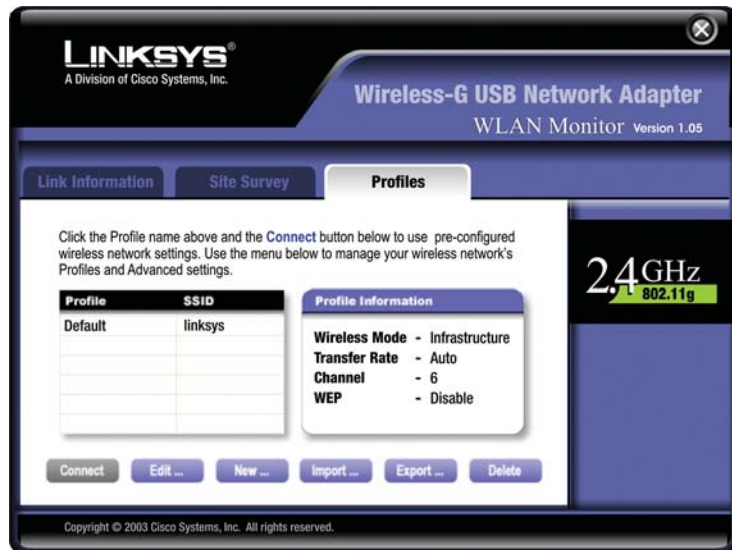 LINKSYS®
A Division of Cisco Systems, Inc.
Wireless-G USB Network Adapter
WLAN Monitor Version 1.05
Link Information Site Survey Profiles
Click the Profile name above and the Connect button below to use pre-configured
wireless network settings. Use the menu below to manage your wireless network's
Profiles and Advanced settings.
2.4GHz
802.11g
Profile SSID
Default linksys
Profile Information
Wireless Mode - Infrastructure
Transfer Rate - Auto
Channel - 6
WEP - Disable
Connect Edit ... New ... Import ... Export ... Delete
Copyright © 2003 Cisco Systems, Inc. All rights reserved.